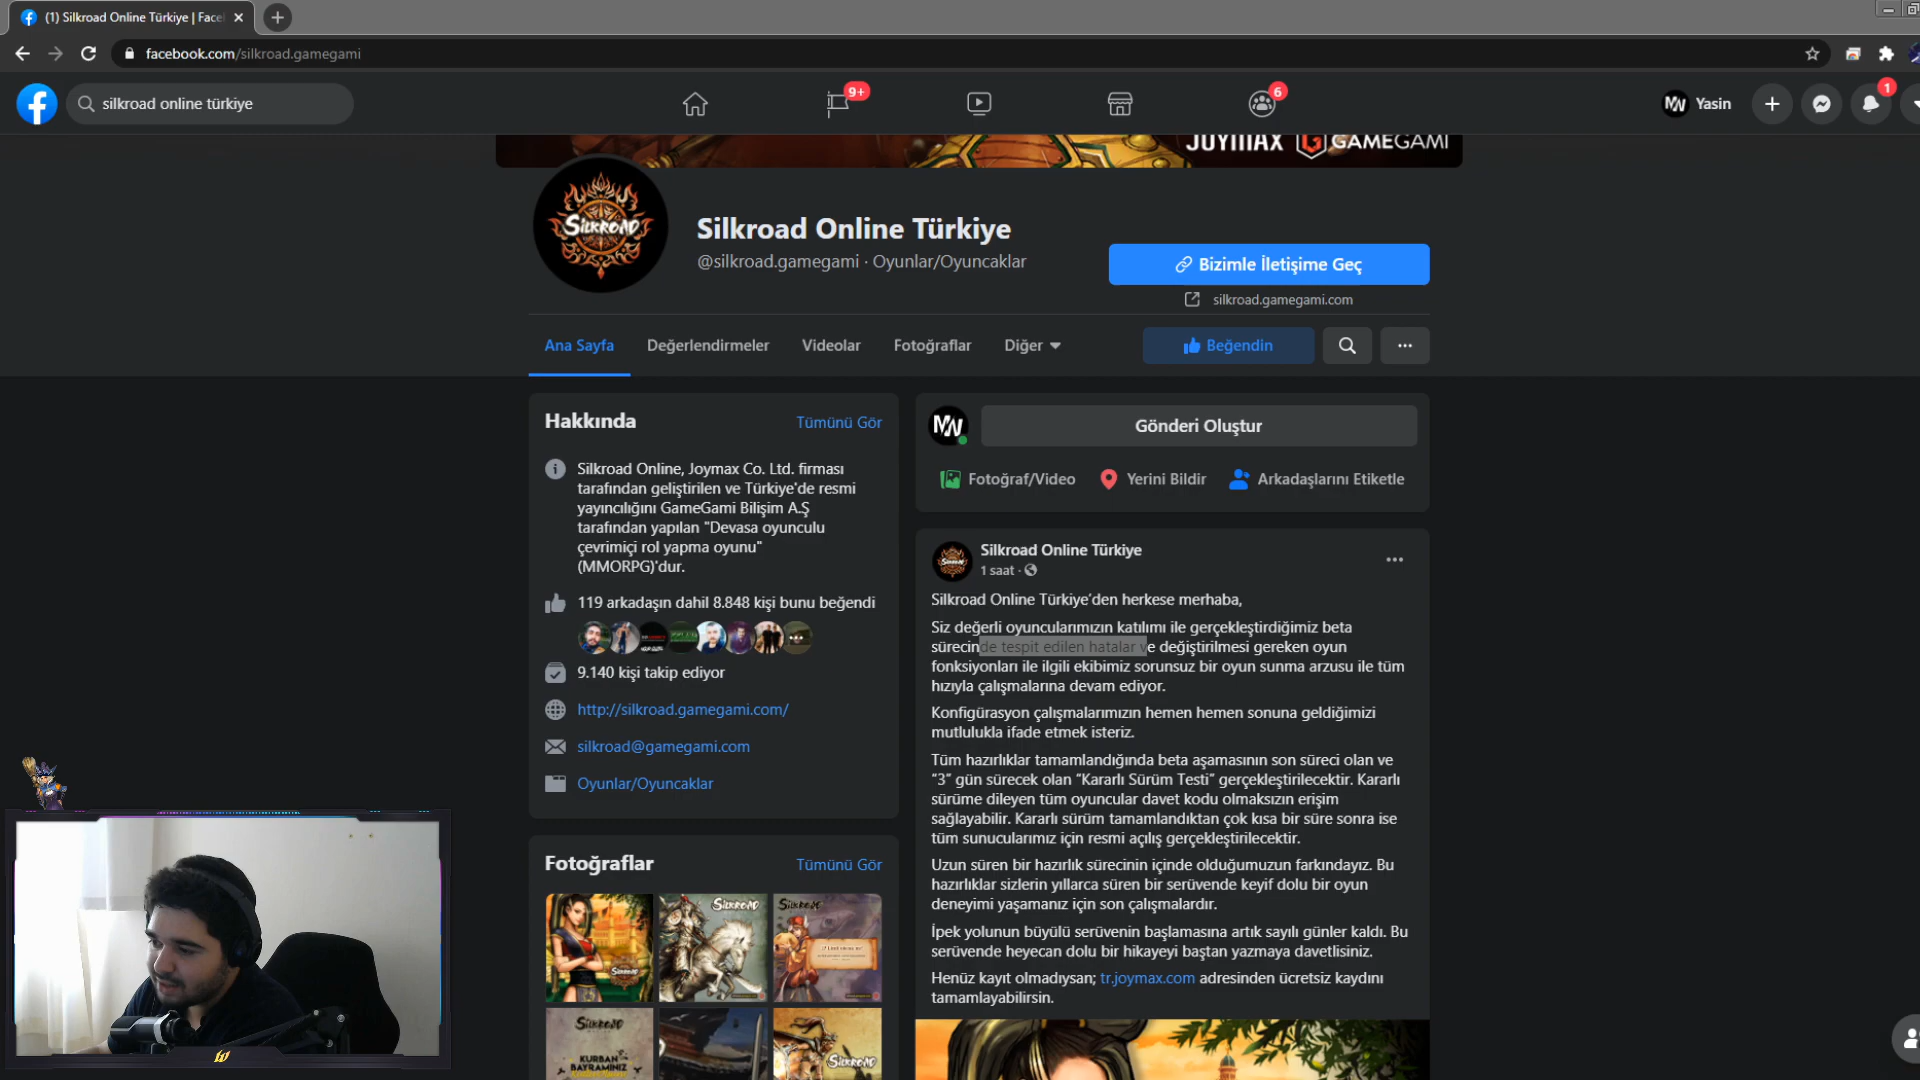 (1) Silkroad Online Türkiye | Face
facebook.com/silkroad.gamegami
silkroad online türkiye
9+
6
Yasin
1
JOYMAX GAMEGAMI
SILKROAD
Silkroad Online Türkiye
@silkroad.gamegami · Oyunlar/Oyuncaklar
Bizimle İletişime Geç
silkroad.gamegami.com
Ana Sayfa
Değerlendirmeler
Videolar
Fotoğraflar
Diğer
Beğendin
Hakkında
Tümünü Gör
Silkroad Online, Joymax Co. Ltd. firması
tarafından geliştirilen ve Türkiye'de resmi
yayıncılığını GameGami Bilişim A.Ş
tarafından yapılan "Devasa oyunculu
çevrimiçi rol yapma oyunu"
(MMORPG)'dur.
119 arkadaşın dahil 8.848 kişi bunu beğendi
9.140 kişi takip ediyor
http://silkroad.gamegami.com/
silkroad@gamegami.com
Oyunlar/Oyuncaklar
Fotoğraflar
Tümünü Gör
SILKROAD
SILKROAD
SILKROAD
SILKROAD
KURBAN
BAYRAMINIZ
SILKROAD
Gönderi Oluştur
Fotoğraf/Video
Yerini Bildir
Arkadaşlarını Etiketle
Silkroad Online Türkiye
1 saat ·
Silkroad Online Türkiye'den herkese merhaba,
Siz değerli oyuncularımızın katılımı ile gerçekleştirdiğimiz beta
sürecinde tespit edilen hatalar ve değiştirilmesi gereken oyun
fonksiyonları ile ilgili ekibimiz sorunsuz bir oyun sunma arzusu ile tüm
hızıyla çalışmalarına devam ediyor.
Konfigürasyon çalışmalarımızın hemen hemen sonuna geldiğimizi
mutlulukla ifade etmek isteriz.
Tüm hazırlıklar tamamlandığında beta aşamasının son süreci olan ve
"3" gün sürecek olan "Kararlı Sürüm Testi" gerçekleştirilecektir. Kararlı
sürüme dileyen tüm oyuncular davet kodu olmaksızın erişim
sağlayabilir. Kararlı sürüm tamamlandıktan çok kısa bir süre sonra ise
tüm sunucularımız için resmi açılış gerçekleştirilecektir.
Uzun süren bir hazırlık sürecinin içinde olduğumuzun farkındayız. Bu
hazırlıklar sizlerin yıllarca süren bir serüvende keyif dolu bir oyun
deneyimi yaşamanız için son çalışmalardır.
İpek yolunun büyülü serüvenin başlamasına artık sayılı günler kaldı. Bu
serüvende heyecan dolu bir hikayeyi baştan yazmaya davetlisiniz.
Henüz kayıt olmadıysan; tr.joymax.com adresinden ücretsiz kaydını
tamamlayabilirsin.